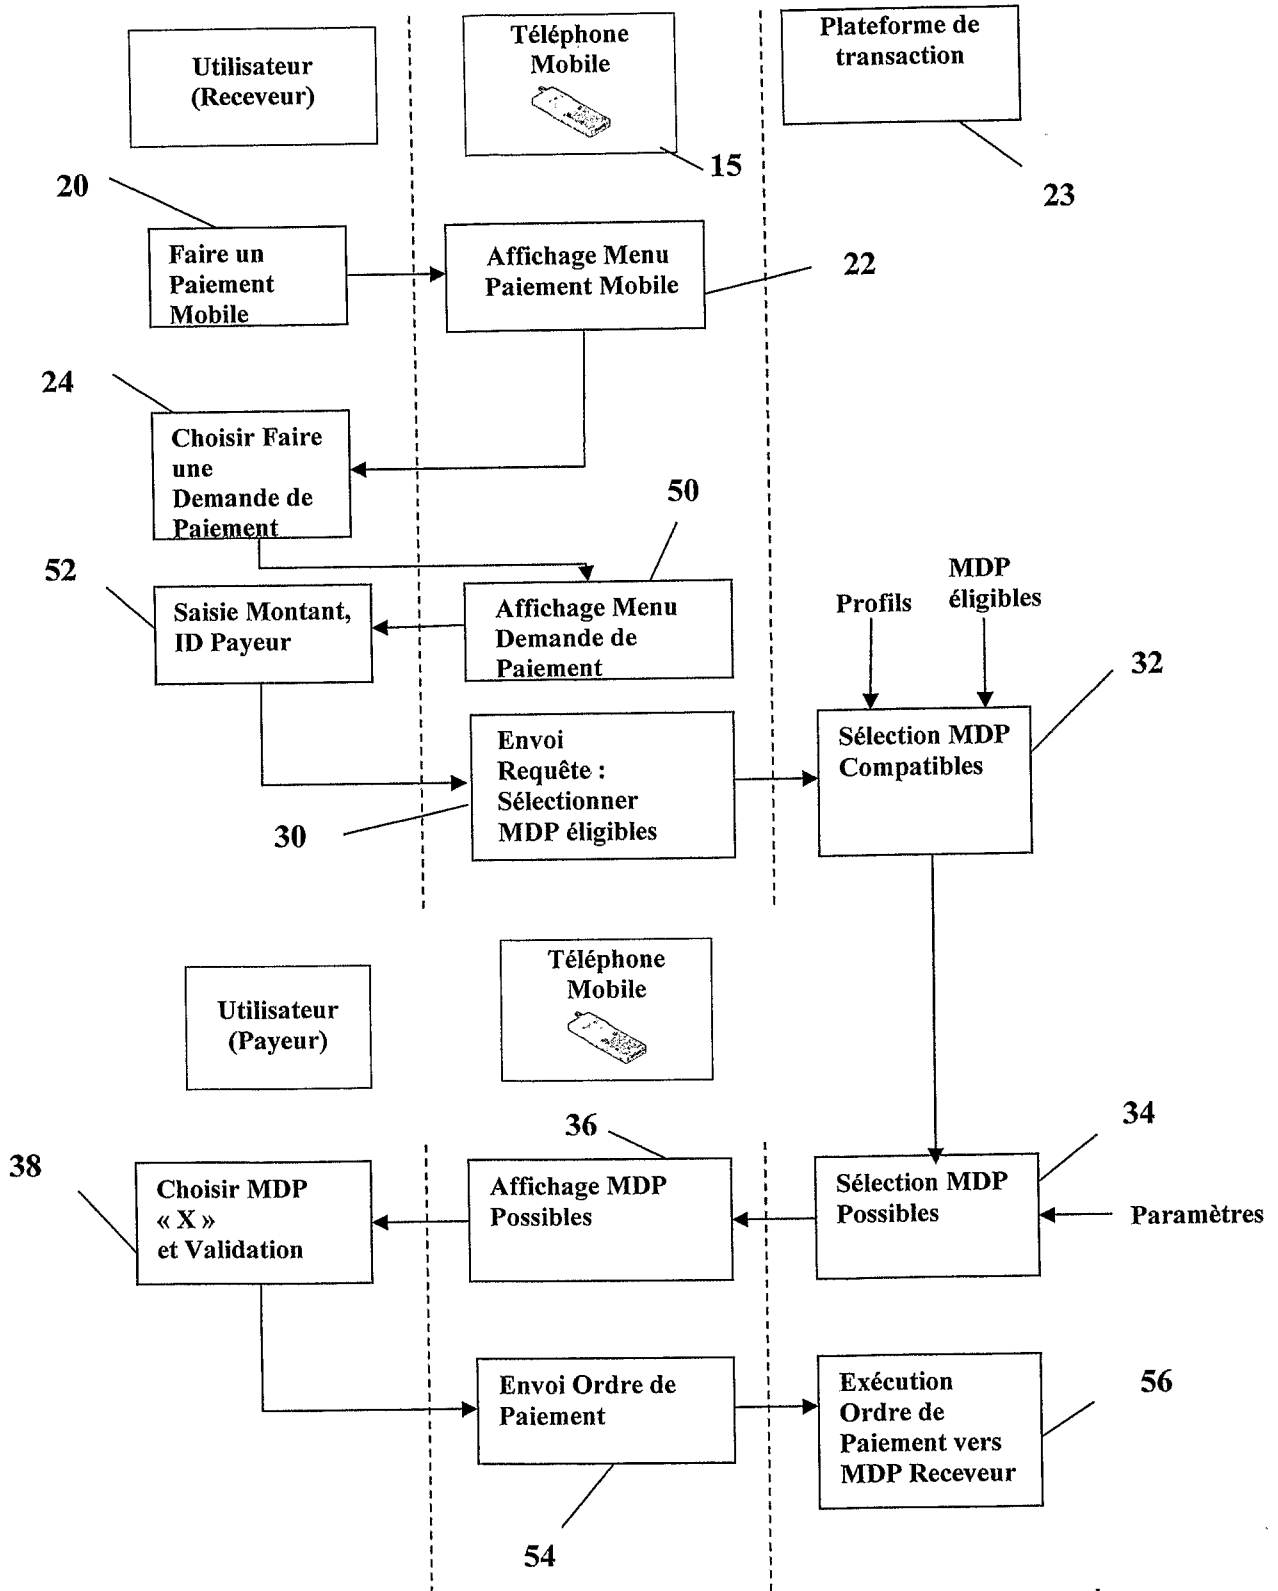 Utilisateur
(Receveur)
Téléphone
Mobile
Plateforme de
transaction
15
23
20
Faire un
Paiement
Mobile
Affichage Menu
Paiement Mobile
22
24
Choisir Faire
une
Demande de
Paiement
50
52
Saisie Montant,
ID Payeur
Affichage Menu
Demande de
Paiement
Profils
MDP
éligibles
32
Envoi
Requête :
Sélectionner
MDP éligibles
30
Sélection MDP
Compatibles
Utilisateur
(Payeur)
Téléphone
Mobile
36
34
38
Choisir MDP
« X »
et Validation
Affichage MDP
Possibles
Sélection MDP
Possibles
Paramètres
Envoi Ordre de
Paiement
Exécution
Ordre de
Paiement vers
MDP Receveur
56
54